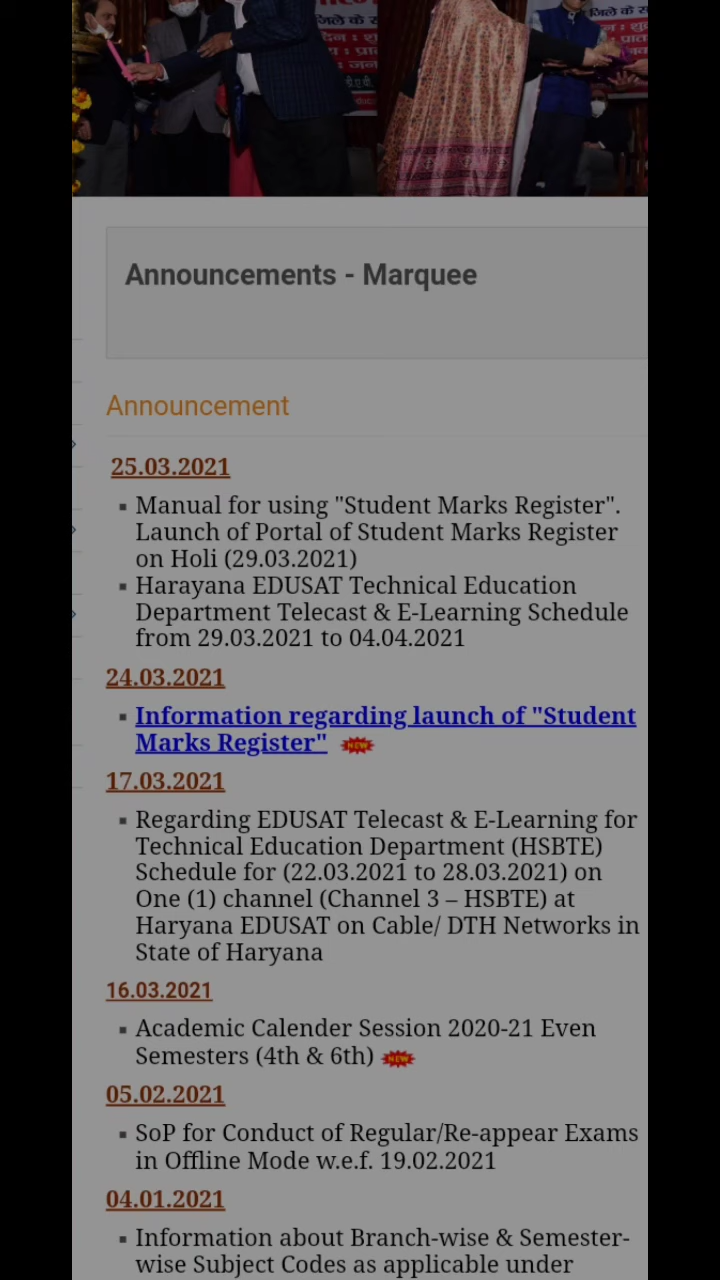 जिले के स
Announcements - Marquee
Announcement
25.03.2021
▪ Manual for using "Student Marks Register".
Launch of Portal of Student Marks Register
on Holi (29.03.2021)
▪ Harayana EDUSAT Technical Education
Department Telecast & E-Learning Schedule
from 29.03.2021 to 04.04.2021
24.03.2021
▪ Information regarding launch of "Student
Marks Register" NEW
17.03.2021
▪ Regarding EDUSAT Telecast & E-Learning for
Technical Education Department (HSBTE)
Schedule for (22.03.2021 to 28.03.2021) on
One (1) channel (Channel 3 – HSBTE) at
Haryana EDUSAT on Cable/ DTH Networks in
State of Haryana
16.03.2021
▪ Academic Calender Session 2020-21 Even
Semesters (4th & 6th) NEW
05.02.2021
▪ SoP for Conduct of Regular/Re-appear Exams
in Offline Mode w.e.f. 19.02.2021
04.01.2021
▪ Information about Branch-wise & Semester-
wise Subject Codes as applicable under